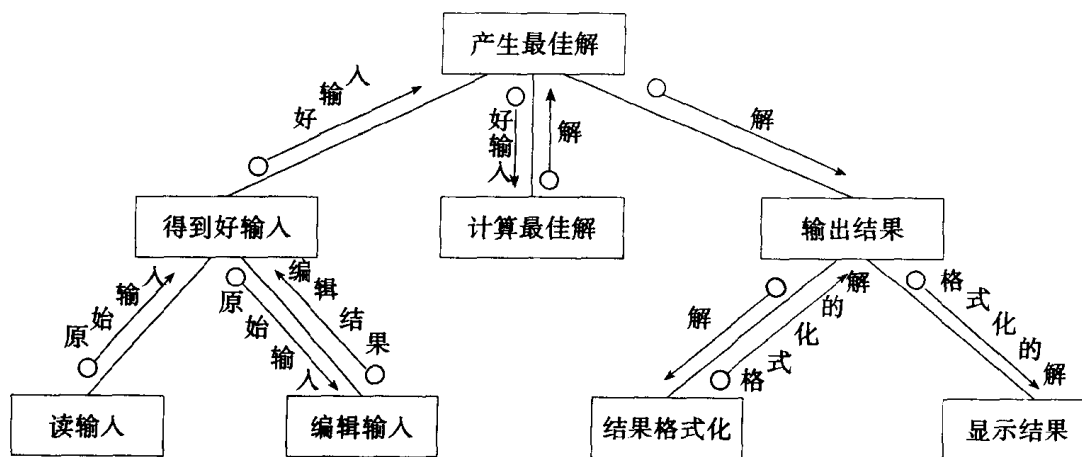 产生最佳解
好输入
好输入
解
解
得到好输入
计算最佳解
输出结果
原始输入
原始输入
编辑结果
解
格式化的解
格式化的解
读输入
编辑输入
结果格式化
显示结果